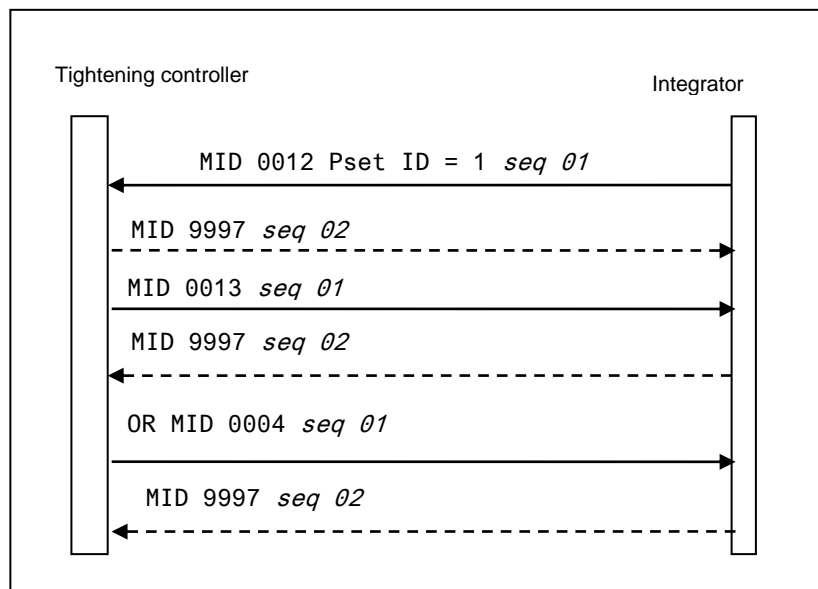 Tightening controller
Integrator
MID 0012 Pset ID = 1 seq 01
MID 9997 seq 02
MID 0013 seq 01
MID 9997 seq 02
OR MID 0004 seq 01
MID 9997 seq 02